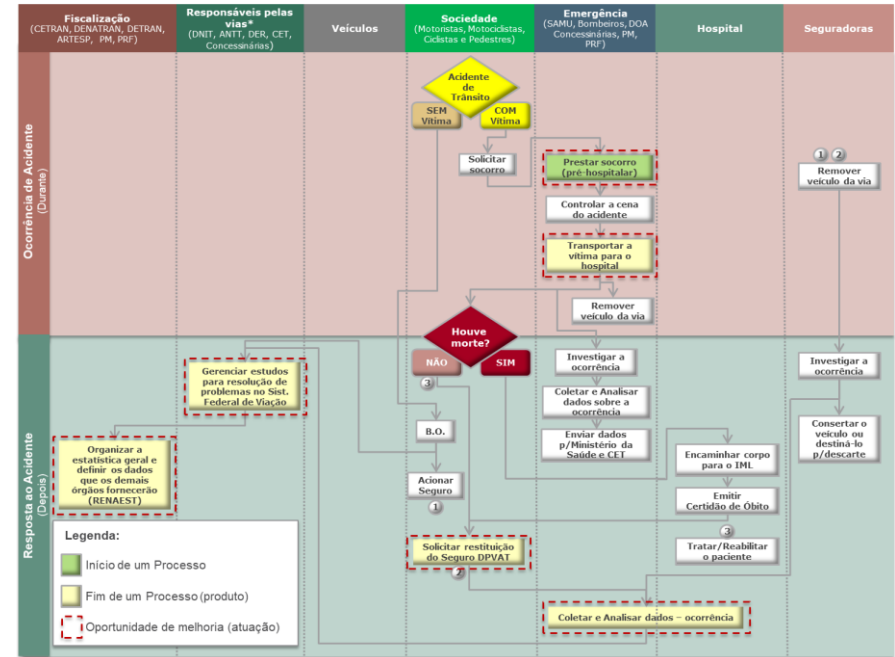 Fiscalização
(CETRAN, DENATRAN, DETRAN,
ARTESP, PM, PRF)
Responsáveis pelas
vias*
(DNIT, ANTT, DER, CET,
Concessinárias)
Veículos
Sociedade
(Motoristas, Motociclistas,
Ciclistas e Pedestres)
Emergência
(SAMU, Bombeiros, DOA
Concessinárias, PM,
PRF)
Hospital
Seguradoras
Ocorrência de Acidente
(Durante)
Acidente
de
Trânsito
SEM
Vítima
COM
Vítima
Solicitar
socorro
Prestar socorro
(pré-hospitalar)
1 2
Remover
veículo da via
Controlar a cena
do acidente
Transportar a
vítima para o
hospital
Remover
veículo da via
Resposta ao Acidente
(Depois)
Houve
morte?
NÃO
SIM
3
Investigar a
ocorrência
Investigar a
ocorrência
Gerenciar estudos
para resolução de
problemas no Sist.
Federal de Viação
Coletar e Analisar
dados sobre a
ocorrência
B.O.
Enviar dados
p/Ministério da
Saúde e CET
Consertar o
veículo ou
destiná-lo
p/descarte
Organizar a
estatística geral e
definir os dados
que os demais
órgãos fornecerão
(RENAEST)
Encaminhar corpo
para o IML
Acionar
Seguro
1
Emitir
Certidão de Óbito
3
Solicitar restituição
do Seguro DPVAT
2
Tratar/Reabilitar
o paciente
Coletar e Analisar dados – ocorrência
Legenda:
Início de um Processo
Fim de um Processo (produto)
Oportunidade de melhoria (atuação)